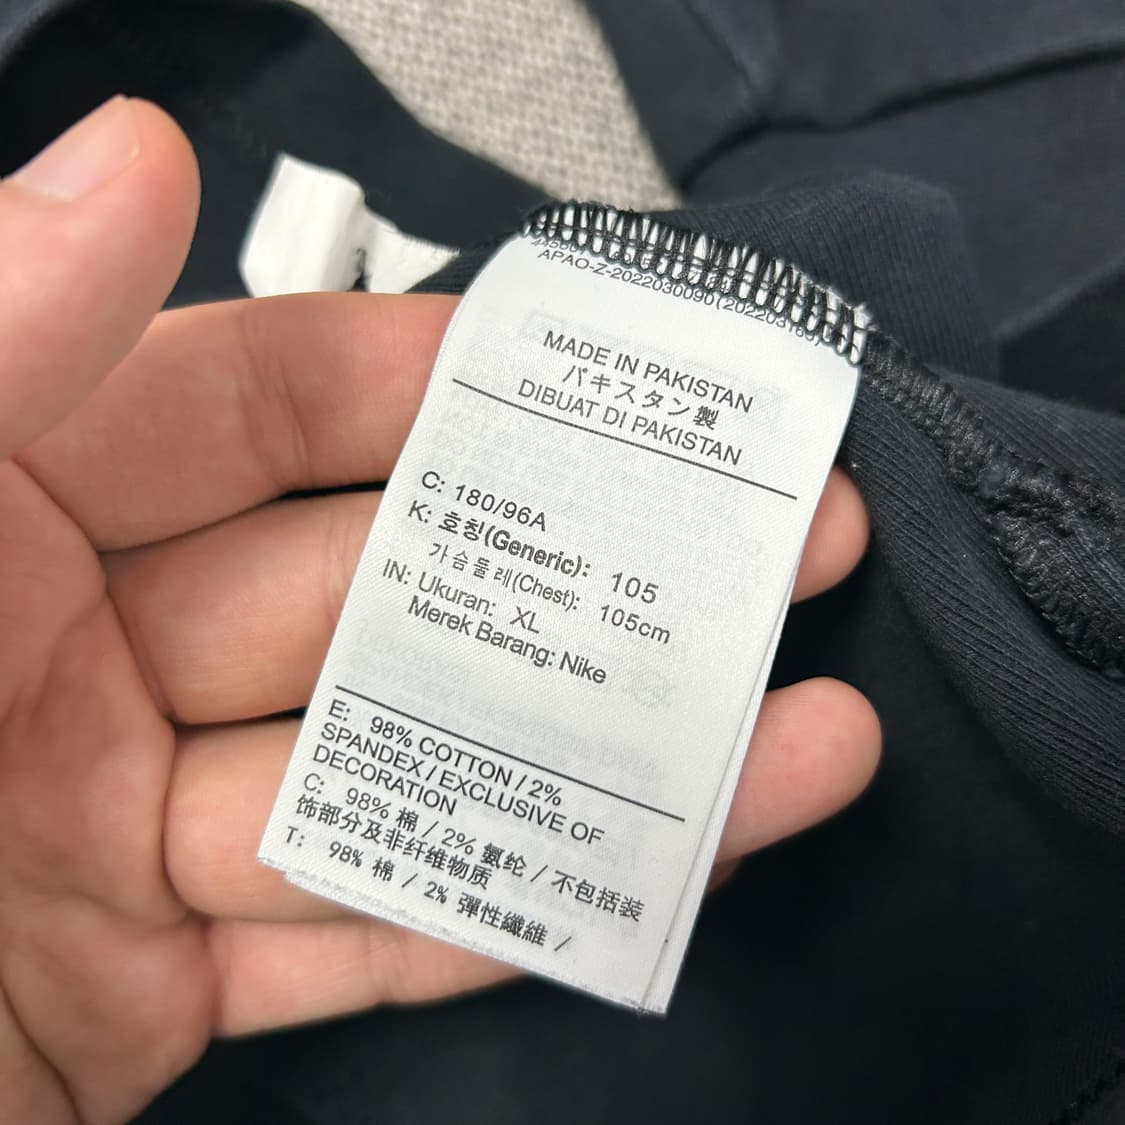 APAO-Z-2022030090(202203
MADE IN PAKISTAN
パキスタン製
DIBUAT DI PAKISTAN
C: 180/96A
K: 호칭(Generic): 105
가슴둘레(Chest): 105cm
IN: Ukuran: XL
Merek Barang: Nike
E: 98% COTTON / 2%
SPANDEX / EXCLUSIVE OF
DECORATION
C: 98% 棉 / 2% 氨纶 / 不包括装
饰部分及非纤维物质
T: 98% 棉 / 2% 彈性纖維 /